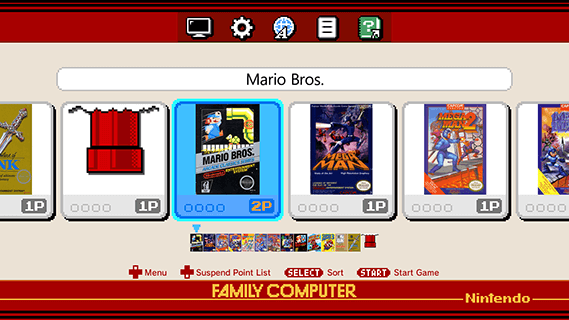 A
?
Mario Bros.
NK
MARIO BROS.
MEGA
MAN
MEGA
MAN 2
1P
1P
2P
1P
1P
1P
Menu
Suspend Point List
SELECT Sort
START Start Game
FAMILY COMPUTER
Nintendo